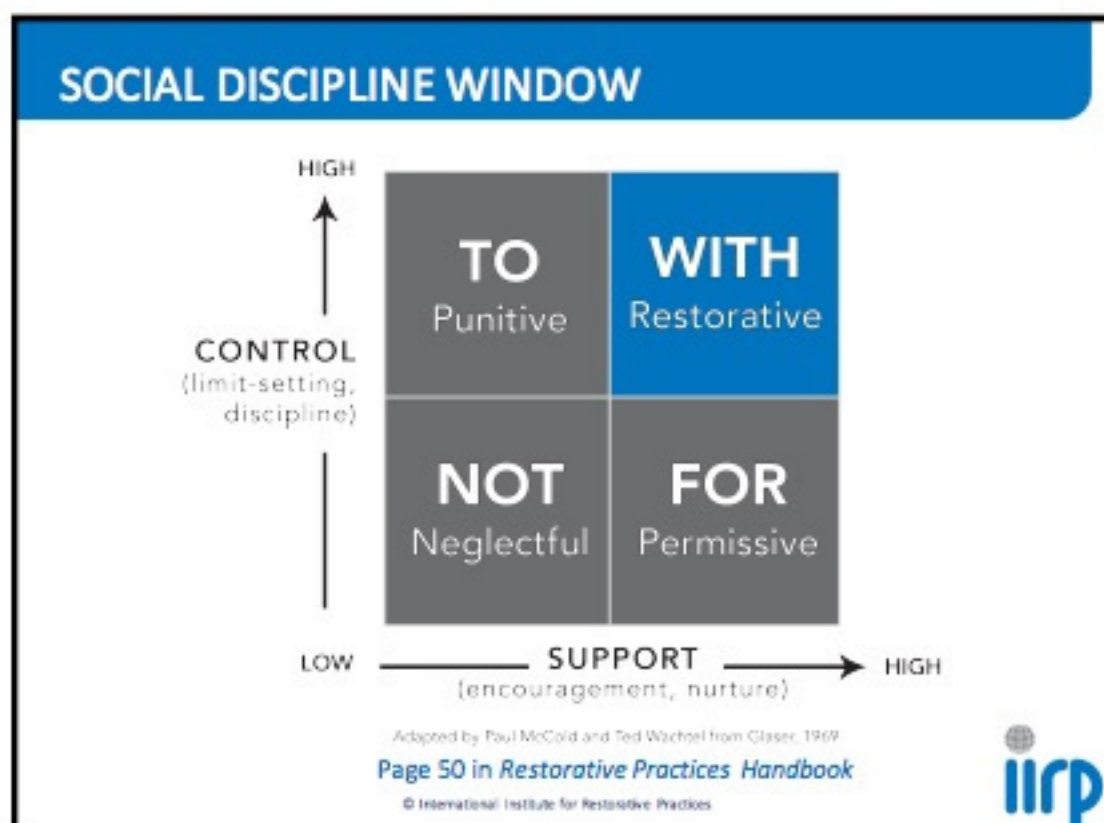 SOCIAL DISCIPLINE WINDOW
HIGH
CONTROL
(limit-setting,
discipline)
TO
Punitive
WITH
Restorative
NOT
Neglectful
FOR
Permissive
LOW
SUPPORT
(encouragement, nurture)
HIGH
Adapted by Paul McCold and Ted Wachtel from Glaser, 1969
Page 50 in Restorative Practices Handbook
© International Institute for Restorative Practices
iirp